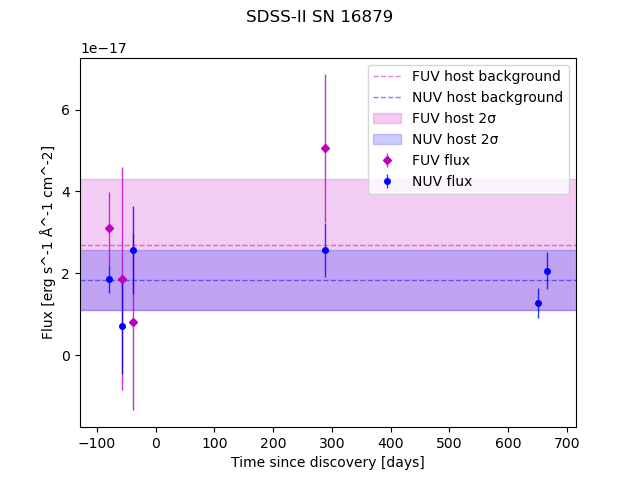 SDSS-II SN 16879
1e−17
FUV host background
NUV host background
FUV host 2σ
NUV host 2σ
FUV flux
NUV flux
6
4
2
0
Flux [erg s^-1 Å^-1 cm^-2]
−100 0 100 200 300 400 500 600 700
Time since discovery [days]